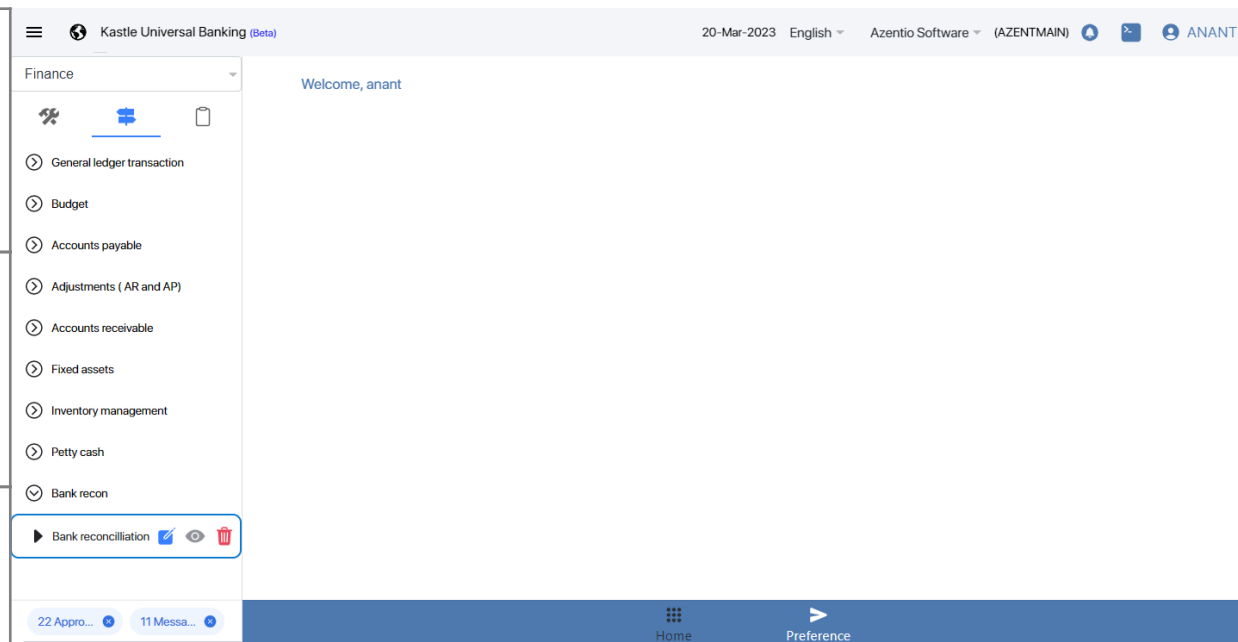 Kastle Universal Banking (Beta) 20-Mar-2023 English Azentio Software (AZENTMAIN) ANANT
Finance
Welcome, anant
General ledger transaction
Budget
Accounts payable
Adjustments ( AR and AP)
Accounts receivable
Fixed assets
Inventory management
Petty cash
Bank recon
Bank reconcilliation
22 Appro... 11 Messa...
Home Preference